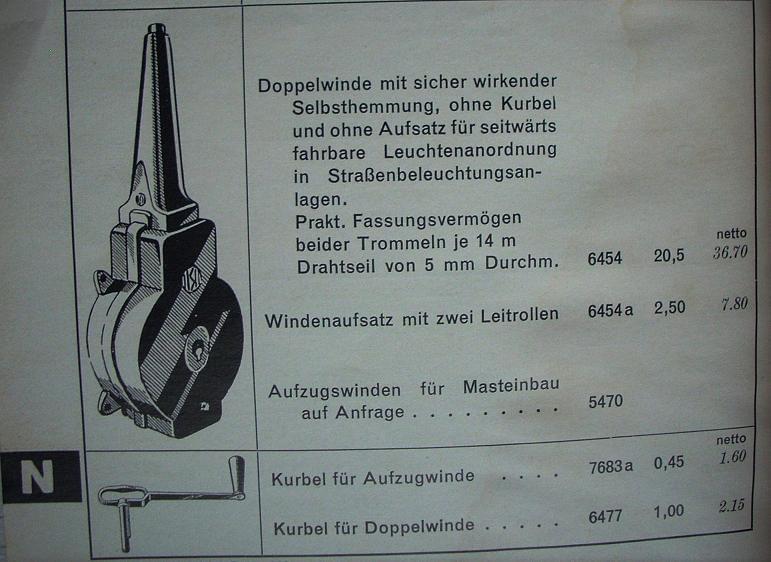 Doppelwinde mit sicher wirkender
Selbsthemmung, ohne Kurbel
und ohne Aufsatz für seitwärts
fahrbare Leuchtenanordnung
in Straßenbeleuchtungsan-
lagen.
Prakt. Fassungsvermögen
beider Trommeln je 14 m
netto
Drahtseil von 5 mm Durchm. 6454 20,5 36.70
Windenaufsatz mit zwei Leitrollen 6454a 2,50 7.80
Aufzugswinden für Masteinbau
auf Anfrage . . . . . . . . . . 5470
netto
N
Kurbel für Aufzugwinde . . . . 7683a 0,45 1.60
Kurbel für Doppelwinde . . . . . 6477 1,00 2.15